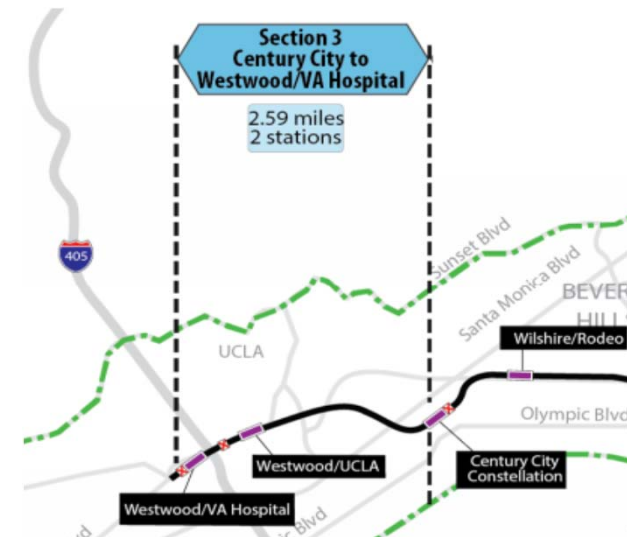 Section 3
Century City to
Westwood/VA Hospital
2.59 miles
2 stations
405
Sunset Blvd
Santa Monica Blvd
BEVER
HILLS
UCLA
Wilshire/Rodeo
Olympic Blvd
Westwood/UCLA
Century City
Constellation
Westwood/VA Hospital
Blvd